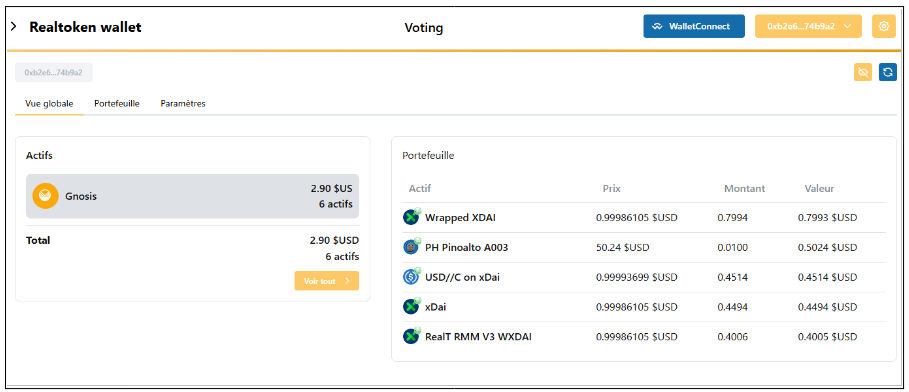 Realtoken wallet Voting WalletConnect 0xb2e6...74b9a2
0xb2e6...74b9a2
Vue globale Portefeuille Paramètres
Actifs
Gnosis 2.90 $US
6 actifs
Total 2.90 $USD
6 actifs
Voir tout
Portefeuille
Actif Prix Montant Valeur
Wrapped XDAI 0.99986105 $USD 0.7994 0.7993 $USD
PH Pinoalto A003 50.24 $USD 0.0100 0.5024 $USD
USD//C on xDai 0.99993699 $USD 0.4514 0.4514 $USD
xDai 0.99986105 $USD 0.4494 0.4494 $USD
RealT RMM V3 WXDAI 0.99986105 $USD 0.4006 0.4005 $USD